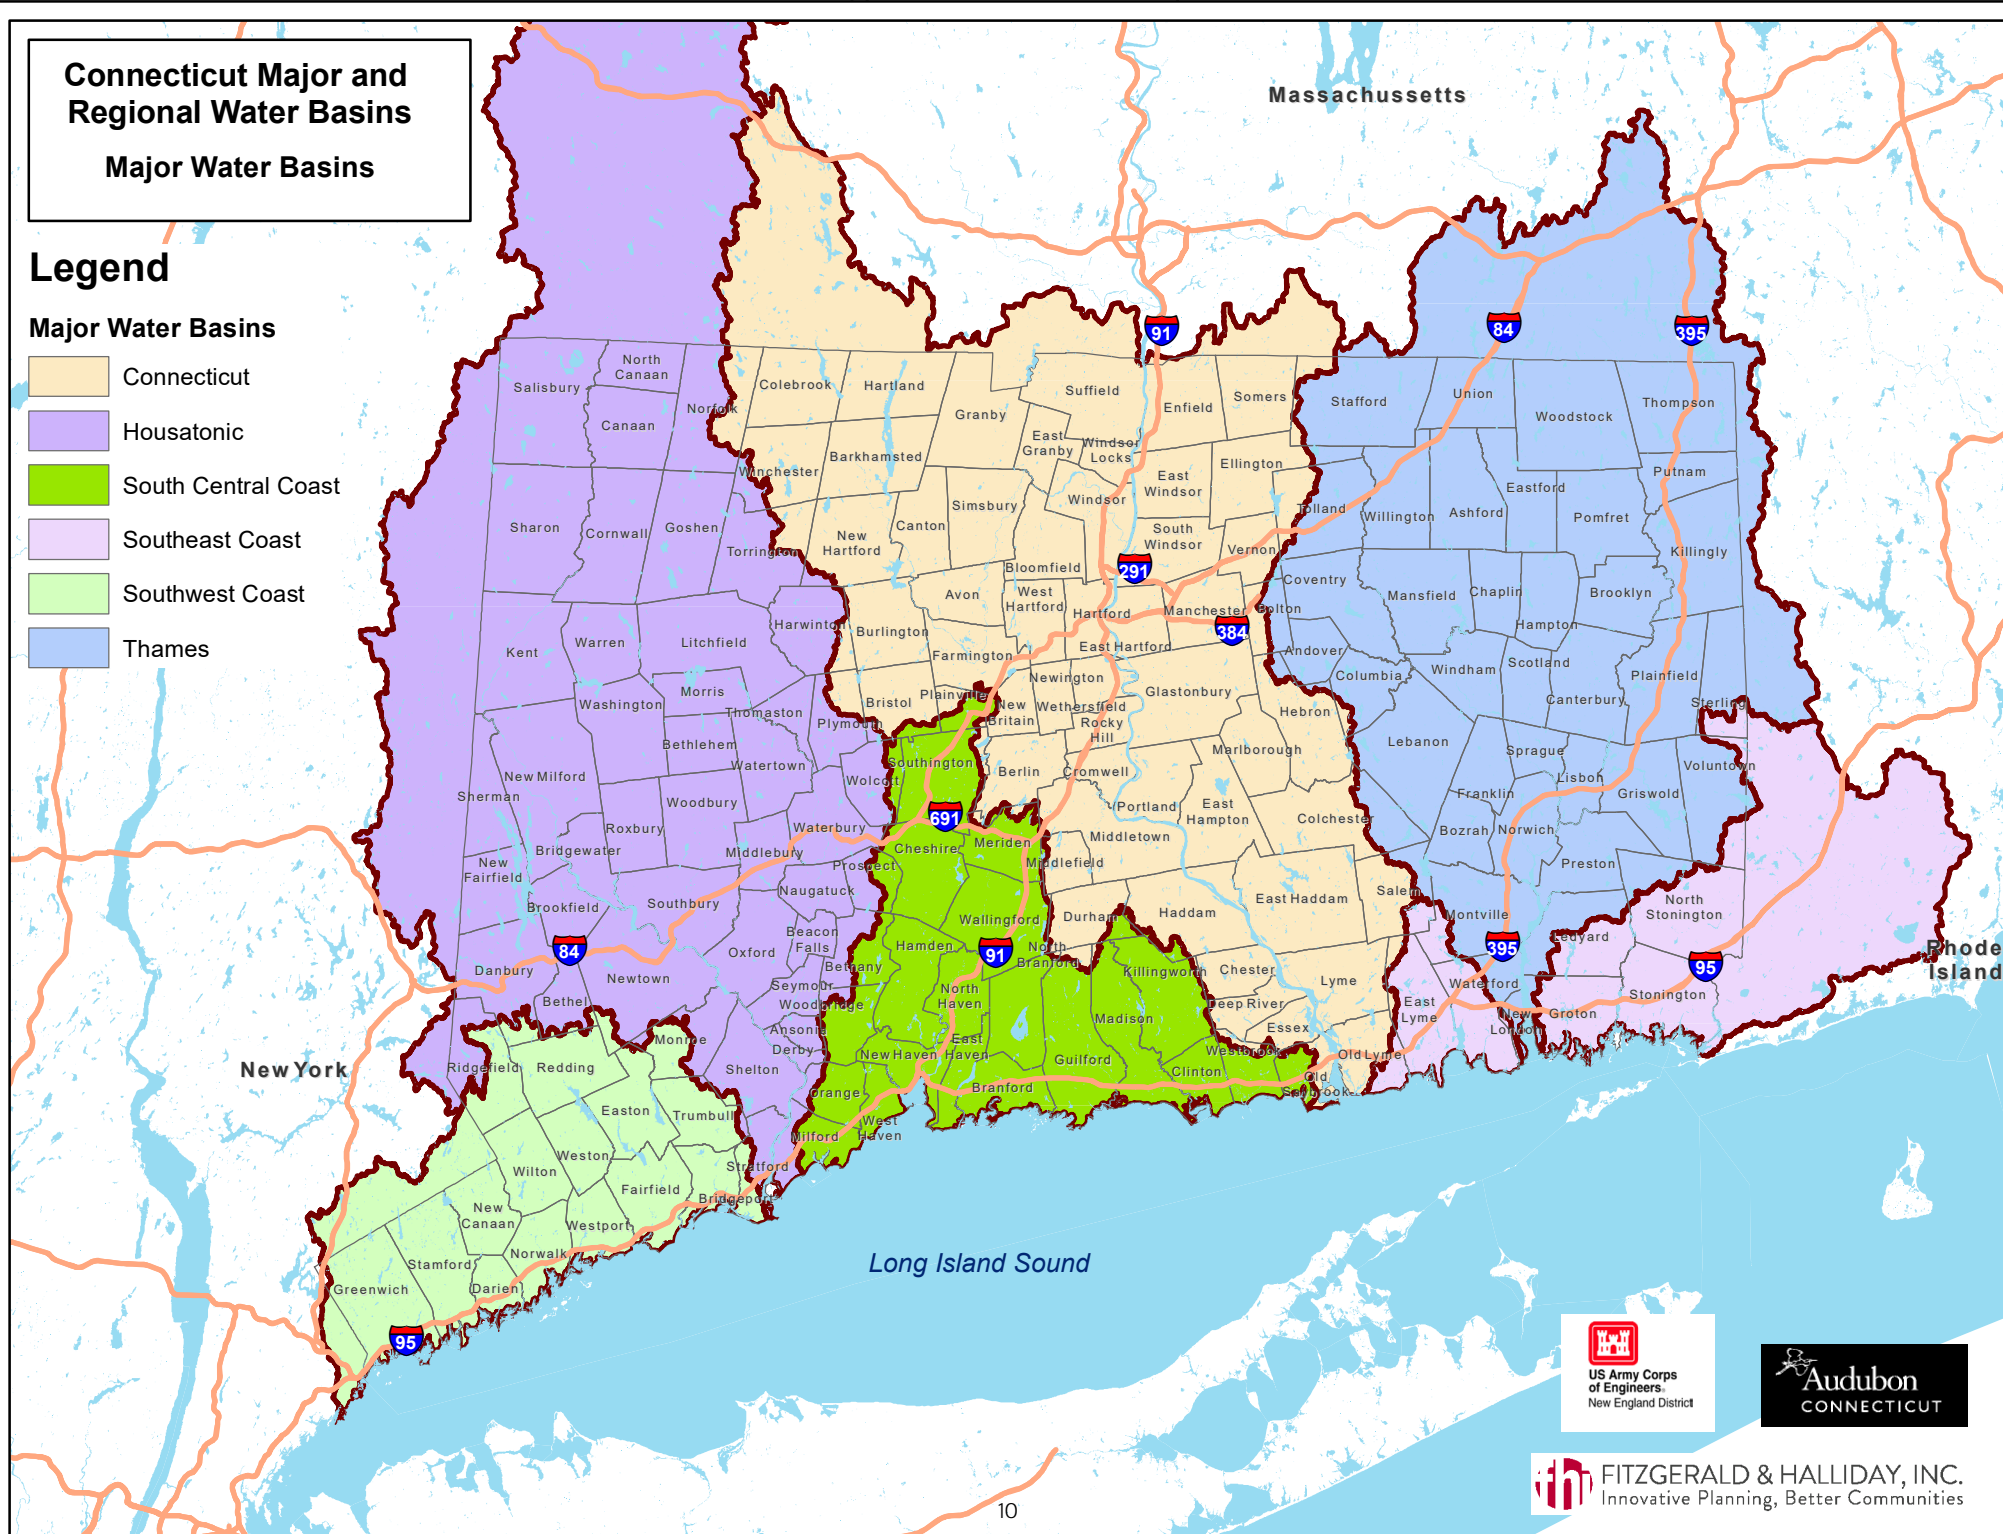 Connecticut Major and
Regional Water Basins
Major Water Basins
Legend
Major Water Basins
Connecticut
Housatonic
South Central Coast
Southeast Coast
Southwest Coast
Thames
Massachussetts
New York
Rhode
Island
Long Island Sound
91
84
395
291
384
691
84
91
395
95
95
Salisbury
North
Canaan
Canaan
Norfolk
Colebrook
Hartland
Granby
Suffield
Enfield
Somers
Stafford
Union
Woodstock
Thompson
East
Granby
Windsor
Locks
Winchester
Barkhamsted
East
Windsor
Ellington
Putnam
Eastford
Sharon
Cornwall
Goshen
Torrington
New
Hartford
Canton
Simsbury
Windsor
South
Windsor
Vernon
Tolland
Willington
Ashford
Pomfret
Killingly
Bloomfield
Avon
West
Hartford
Hartford
Manchester
Bolton
Coventry
Mansfield
Chaplin
Brooklyn
Hampton
Kent
Warren
Litchfield
Harwinton
Burlington
Farmington
East Hartford
Andover
Columbia
Windham
Scotland
Canterbury
Plainfield
Sterling
Newington
Glastonbury
Hebron
Morris
Washington
Thomaston
Plymouth
Bristol
Plainville
New
Britain
Wethersfield
Rocky
Hill
Bethlehem
Watertown
Wolcott
Southington
Berlin
Cromwell
Marlborough
Lebanon
Sprague
Lisbon
Voluntown
New Milford
Sherman
Woodbury
Roxbury
Waterbury
Portland
East
Hampton
Colchester
Franklin
Griswold
Bozrah
Norwich
Bridgewater
Middlebury
Prospect
Cheshire
Meriden
Middletown
Middlefield
Preston
New
Fairfield
Naugatuck
Southbury
Brookfield
Wallingford
Durham
Haddam
East Haddam
Salem
Montville
North
Stonington
Ledyard
Beacon
Falls
Oxford
Hamden
North
Branford
Killingworth
Chester
Lyme
Danbury
Newtown
Bethany
Seymour
Woodbridge
North
Haven
Deep River
East
Lyme
Waterford
Stonington
Bethel
Ansonia
Derby
Madison
Essex
New
London
Groton
Monroe
New Haven
East
Haven
Guilford
Westbrook
Old Lyme
Ridgefield
Redding
Shelton
Orange
Branford
Clinton
Old
Saybrook
Easton
Trumbull
West
Haven
Milford
Weston
Wilton
Stratford
Fairfield
Bridgeport
New
Canaan
Westport
Norwalk
Stamford
Greenwich
Darien
US Army Corps
of Engineers®
New England District
Audubon
CONNECTICUT
fhi FITZGERALD & HALLIDAY, INC.
Innovative Planning, Better Communities
10